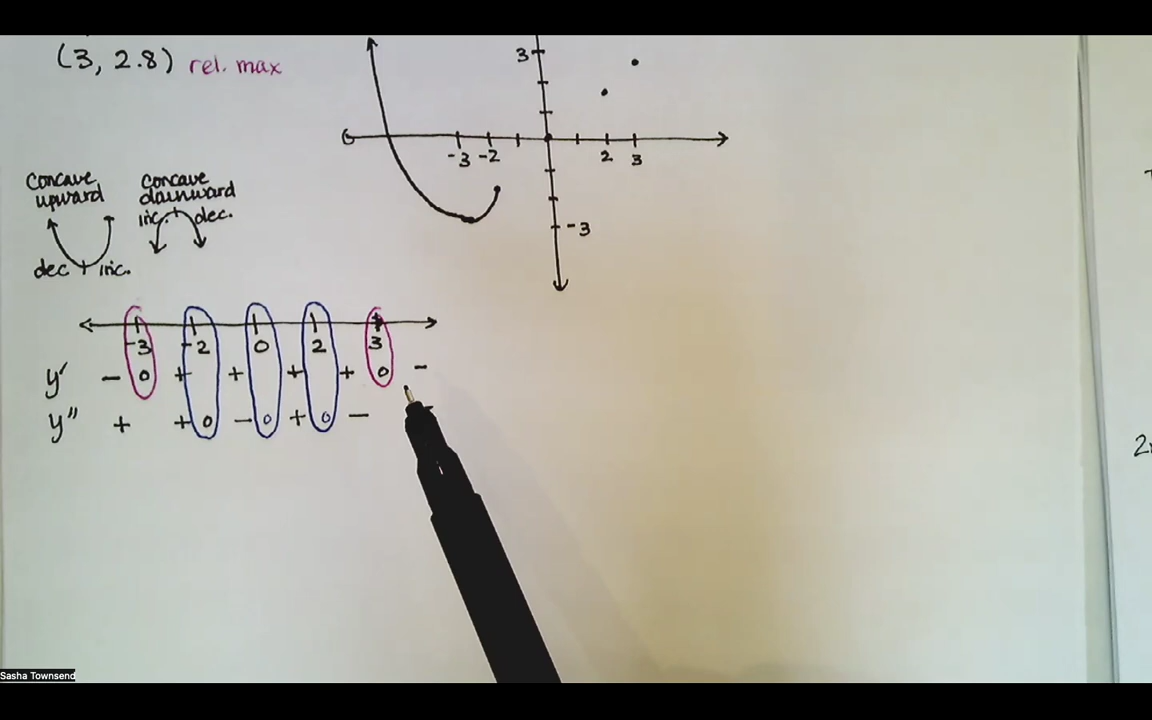 (3, 2.8) rel. max
3
-3 -2 2 3
-3
Concave upward
dec + inc.
Concave downward
inc. + dec.
-3 -2 0 2 3
y' - 0 + + + + 0 -
y" + + 0 - 0 + 0 -
Sasha Townsend